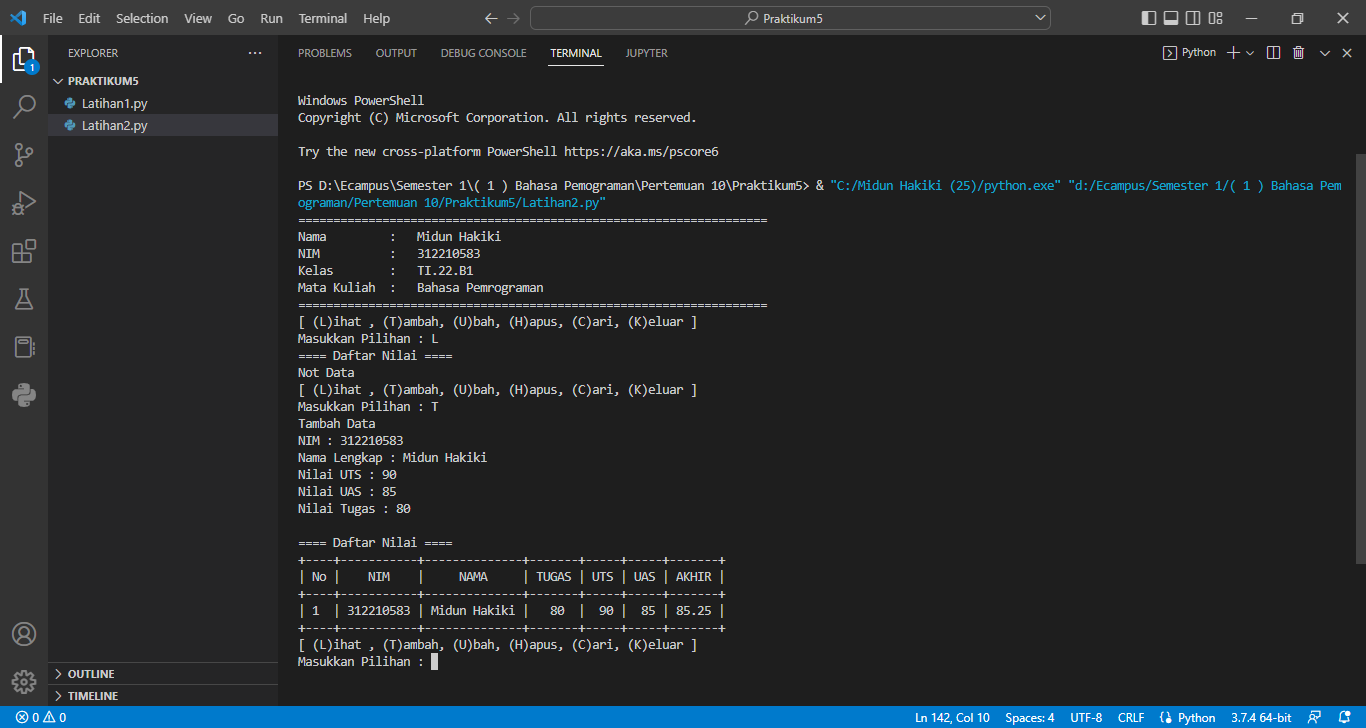 File Edit Selection View Go Run Terminal Help
Praktikum5
EXPLORER
PRAKTIKUM5
Latihan1.py
Latihan2.py
OUTLINE
TIMELINE
1
PROBLEMS OUTPUT DEBUG CONSOLE TERMINAL JUPYTER
Python
Windows PowerShell
Copyright (C) Microsoft Corporation. All rights reserved.
Try the new cross-platform PowerShell https://aka.ms/pscore6
PS D:\Ecampus\Semester 1\( 1 ) Bahasa Pemograman\Pertemuan 10\Praktikum5> & "C:/Midun Hakiki (25)/python.exe" "d:/Ecampus/Semester 1/( 1 ) Bahasa Pem
ograman/Pertemuan 10/Praktikum5/Latihan2.py"
===================================================================
Nama         :   Midun Hakiki
NIM          :   312210583
Kelas        :   TI.22.B1
Mata Kuliah  :   Bahasa Pemrograman
===================================================================
[ (L)ihat , (T)ambah, (U)bah, (H)apus, (C)ari, (K)eluar ]
Masukkan Pilihan : L
==== Daftar Nilai ====
Not Data
[ (L)ihat , (T)ambah, (U)bah, (H)apus, (C)ari, (K)eluar ]
Masukkan Pilihan : T
Tambah Data
NIM : 312210583
Nama Lengkap : Midun Hakiki
Nilai UTS : 90
Nilai UAS : 85
Nilai Tugas : 80
==== Daftar Nilai ====
+----+-----------+--------------+-------+-----+-----+-------+
| No |    NIM    |     NAMA     | TUGAS | UTS | UAS | AKHIR |
+----+-----------+--------------+-------+-----+-----+-------+
| 1  | 312210583 | Midun Hakiki |   80  |  90 |  85 | 85.25 |
+----+-----------+--------------+-------+-----+-----+-------+
[ (L)ihat , (T)ambah, (U)bah, (H)apus, (C)ari, (K)eluar ]
Masukkan Pilihan :
0 0 Ln 142, Col 10 Spaces: 4 UTF-8 CRLF Python 3.7.4 64-bit